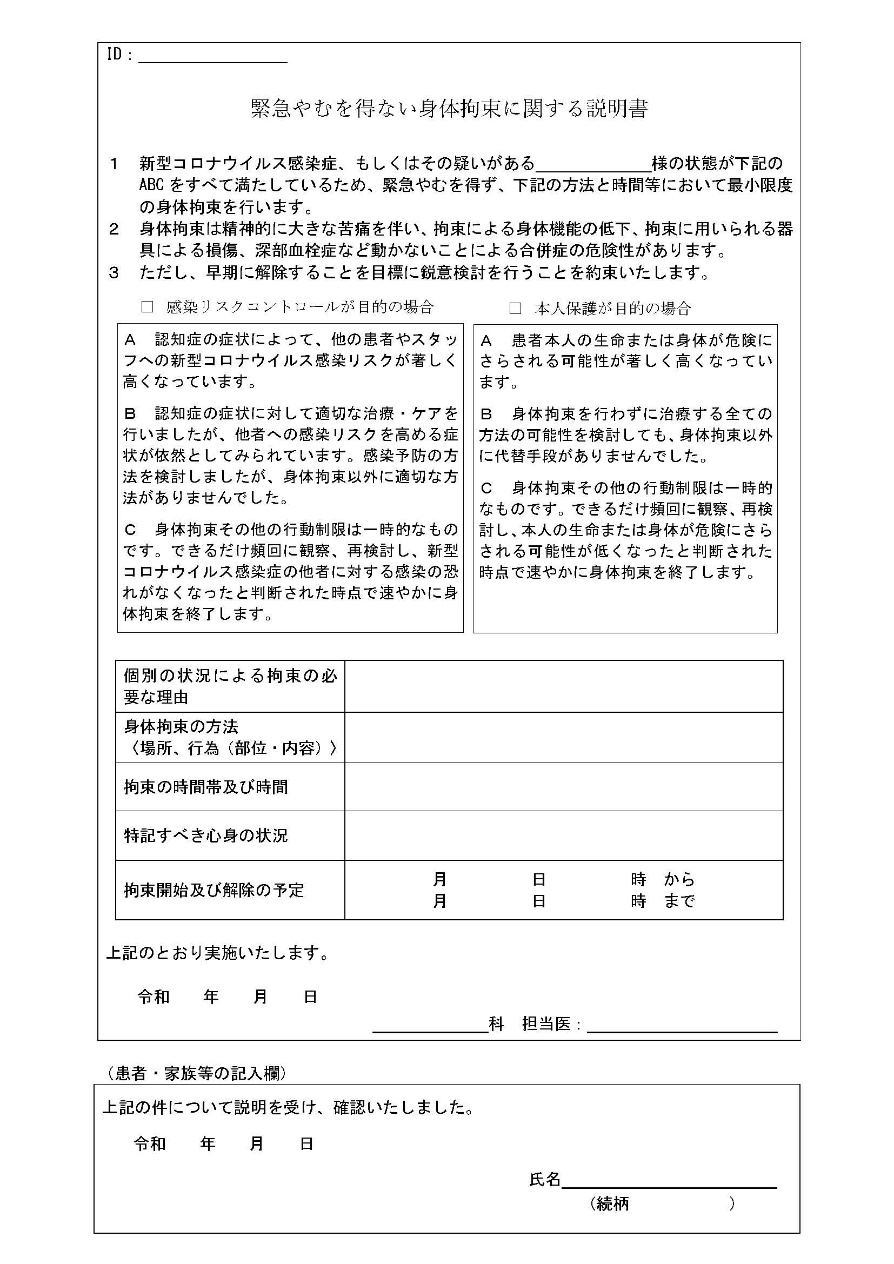 ID：
緊急やむを得ない身体拘束に関する説明書
１　新型コロナウイルス感染症、もしくはその疑いがある＿＿＿＿＿＿＿様の状態が下記の
ABC をすべて満たしているため、緊急やむを得ず、下記の方法と時間等において最小限度
の身体拘束を行います。
２　身体拘束は精神的に大きな苦痛を伴い、拘束による身体機能の低下、拘束に用いられる器
具による損傷、深部血栓症など動かないことによる合併症の危険性があります。
３　ただし、早期に解除することを目標に鋭意検討を行うことを約束いたします。
□　感染リスクコントロールが目的の場合
Ａ　認知症の症状によって、他の患者やスタッ
フへの新型コロナウイルス感染リスクが著しく
高くなっています。
Ｂ　認知症の症状に対して適切な治療・ケアを
行いましたが、他者への感染リスクを高める症
状が依然としてみられています。感染予防の方
法を検討しましたが、身体拘束以外に適切な方
法がありませんでした。
Ｃ　身体拘束その他の行動制限は一時的なもの
です。できるだけ頻回に観察、再検討し、新型
コロナウイルス感染症の他者に対する感染の恐
れがなくなったと判断された時点で速やかに身
体拘束を終了します。
□　本人保護が目的の場合
Ａ　患者本人の生命または身体が危険に
さらされる可能性が著しく高くなってい
ます。
Ｂ　身体拘束を行わずに治療する全ての
方法の可能性を検討しても、身体拘束以外
に代替手段がありませんでした。
Ｃ　身体拘束その他の行動制限は一時的
なものです。できるだけ頻回に観察、再検
討し、本人の生命または身体が危険にさら
される可能性が低くなったと判断された
時点で速やかに身体拘束を終了します。
個別の状況による拘束の必
要な理由
身体拘束の方法
〈場所、行為（部位・内容）〉
拘束の時間帯及び時間
特記すべき心身の状況
拘束開始及び解除の予定
月　　　日　　　時　から
月　　　日　　　時　まで
上記のとおり実施いたします。
令和　　年　　月　　日
＿＿＿＿＿＿＿科　担当医：
（患者・家族等の記入欄）
上記の件について説明を受け、確認いたしました。
令和　　年　　月　　日
氏名
（続柄　　　　　　）